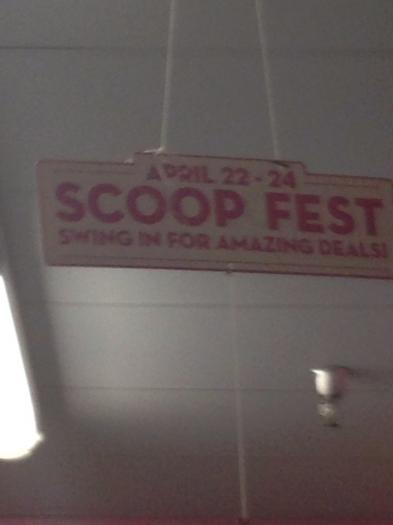 APRIL 22-24
SCOOP FEST
SWING IN FOR AMAZING DEALS!